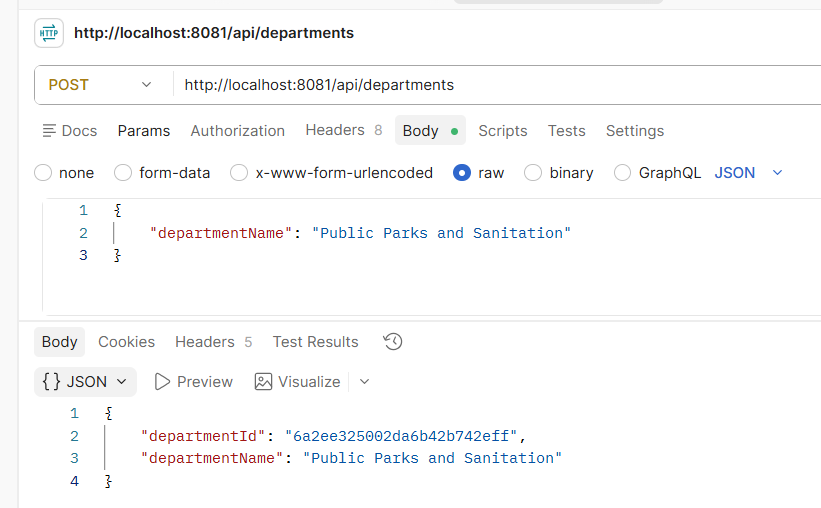 HTTP http://localhost:8081/api/departments
POST http://localhost:8081/api/departments
Docs Params Authorization Headers 8 Body Scripts Tests Settings
none form-data x-www-form-urlencoded raw binary GraphQL JSON
1 {
2 "departmentName": "Public Parks and Sanitation"
3 }
Body Cookies Headers 5 Test Results
{} JSON Preview Visualize
1 {
2 "departmentId": "6a2ee325002da6b42b742eff",
3 "departmentName": "Public Parks and Sanitation"
4 }